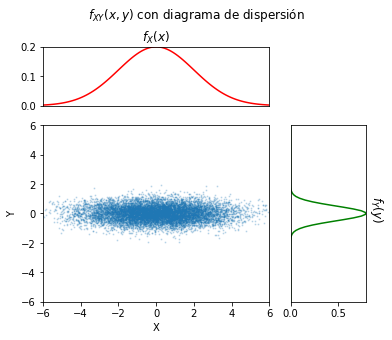 f_{XY}(x, y) con diagrama de dispersión
f_X(x)
0.2
0.1
0.0
6
4
2
0
−2
−4
−6
Y
−6 −4 −2 0 2 4 6
X
0.0 0.5
f_Y(y)